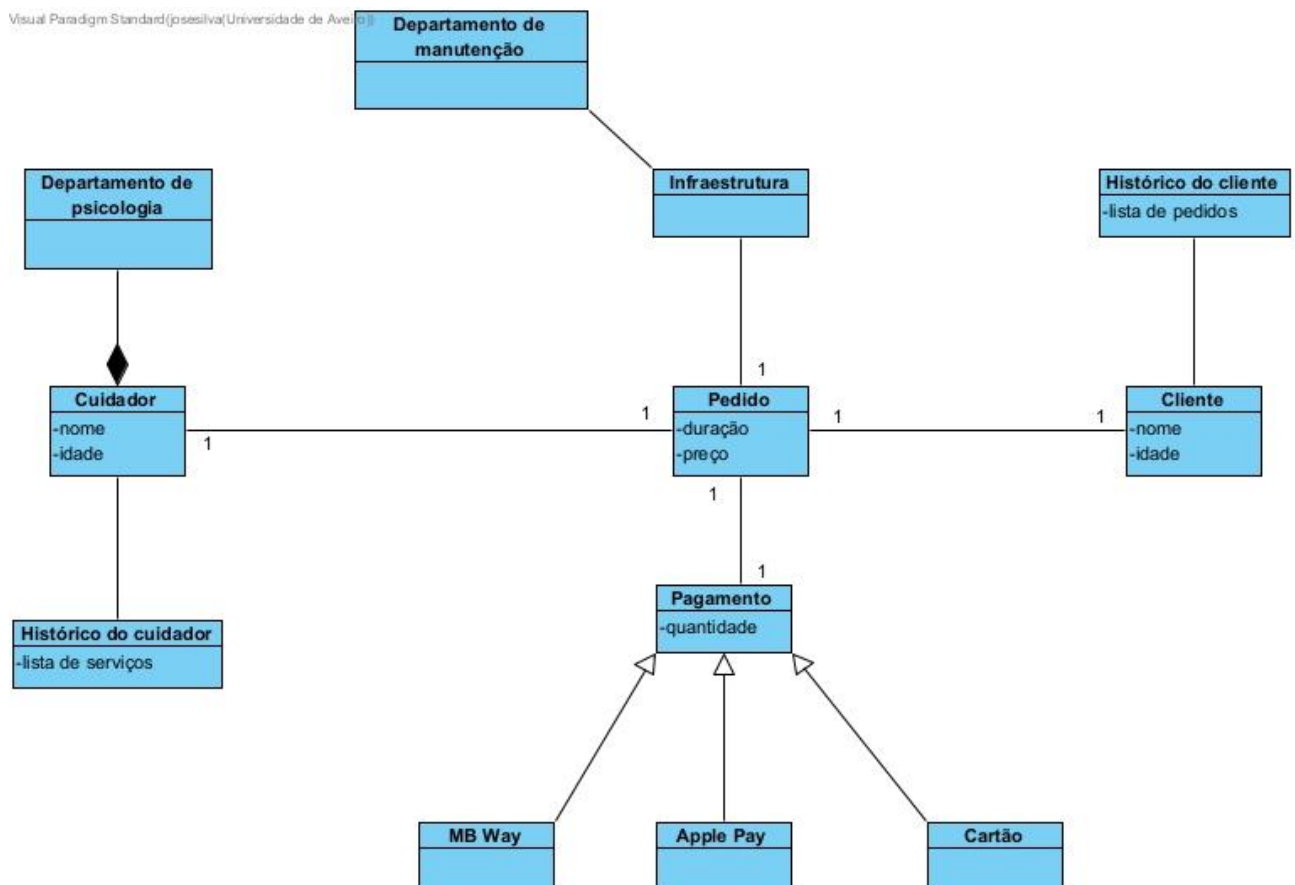 Visual Paradigm Standard(josesilva(Universidade de Aveiro))
Departamento de
manutenção
Departamento de
psicologia
Infraestrutura
Histórico do cliente
-lista de pedidos
1
Cuidador
-nome
-idade
1
1
Pedido
-duração
-preço
1
1
Cliente
-nome
-idade
1
1
Histórico do cuidador
-lista de serviços
Pagamento
-quantidade
MB Way
Apple Pay
Cartão